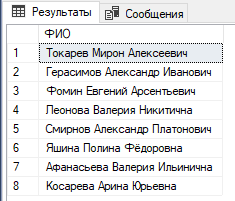 Результаты Сообщения
ФИО
1 Токарев Мирон Алексеевич
2 Герасимов Александр Иванович
3 Фомин Евгений Арсентьевич
4 Леонова Валерия Никитична
5 Смирнов Александр Платонович
6 Яшина Полина Фёдоровна
7 Афанасьева Валерия Ильинична
8 Косарева Арина Юрьевна